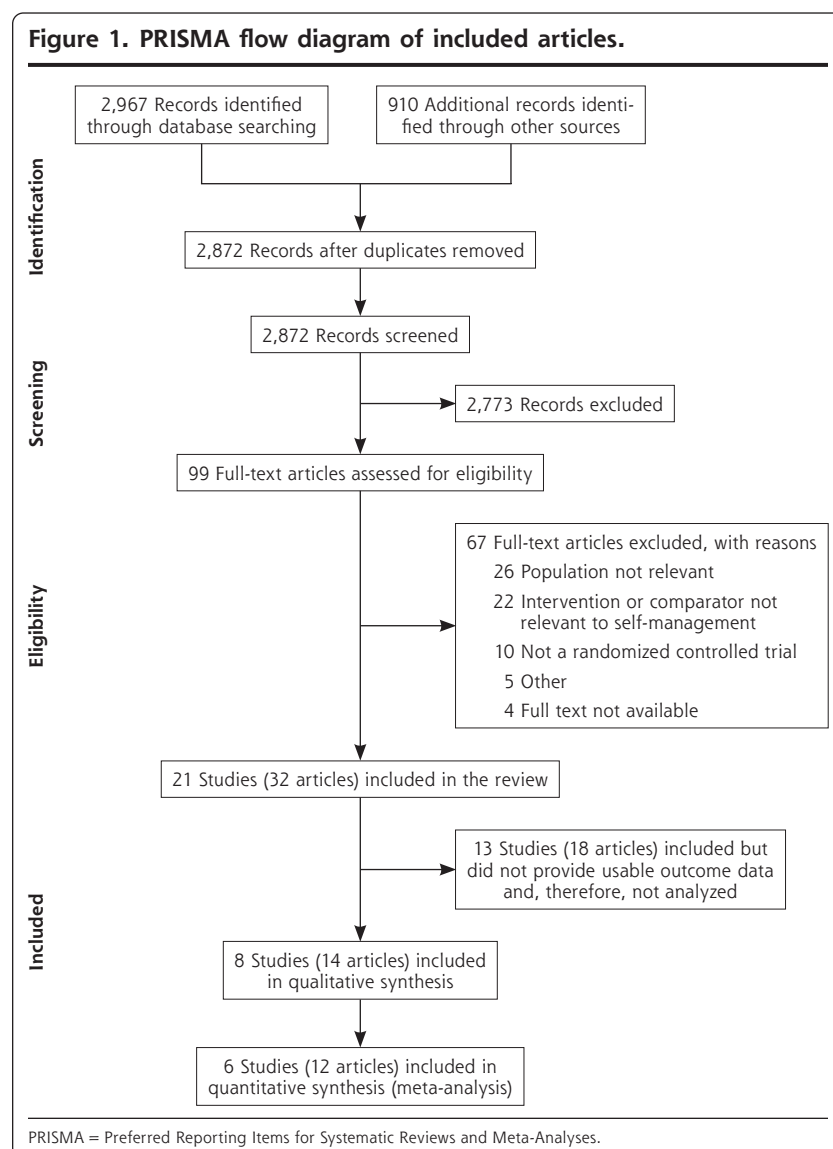 Figure 1. PRISMA flow diagram of included articles.
2,967 Records identified
through database searching
910 Additional records identi-
fied through other sources
Identification
2,872 Records after duplicates removed
2,872 Records screened
Screening
2,773 Records excluded
99 Full-text articles assessed for eligibility
67 Full-text articles excluded, with reasons
26 Population not relevant
22 Intervention or comparator not
relevant to self-management
10 Not a randomized controlled trial
5 Other
4 Full text not available
Eligibility
21 Studies (32 articles) included in the review
13 Studies (18 articles) included but
did not provide usable outcome data
and, therefore, not analyzed
Included
8 Studies (14 articles) included
in qualitative synthesis
6 Studies (12 articles) included in
quantitative synthesis (meta-analysis)
PRISMA = Preferred Reporting Items for Systematic Reviews and Meta-Analyses.